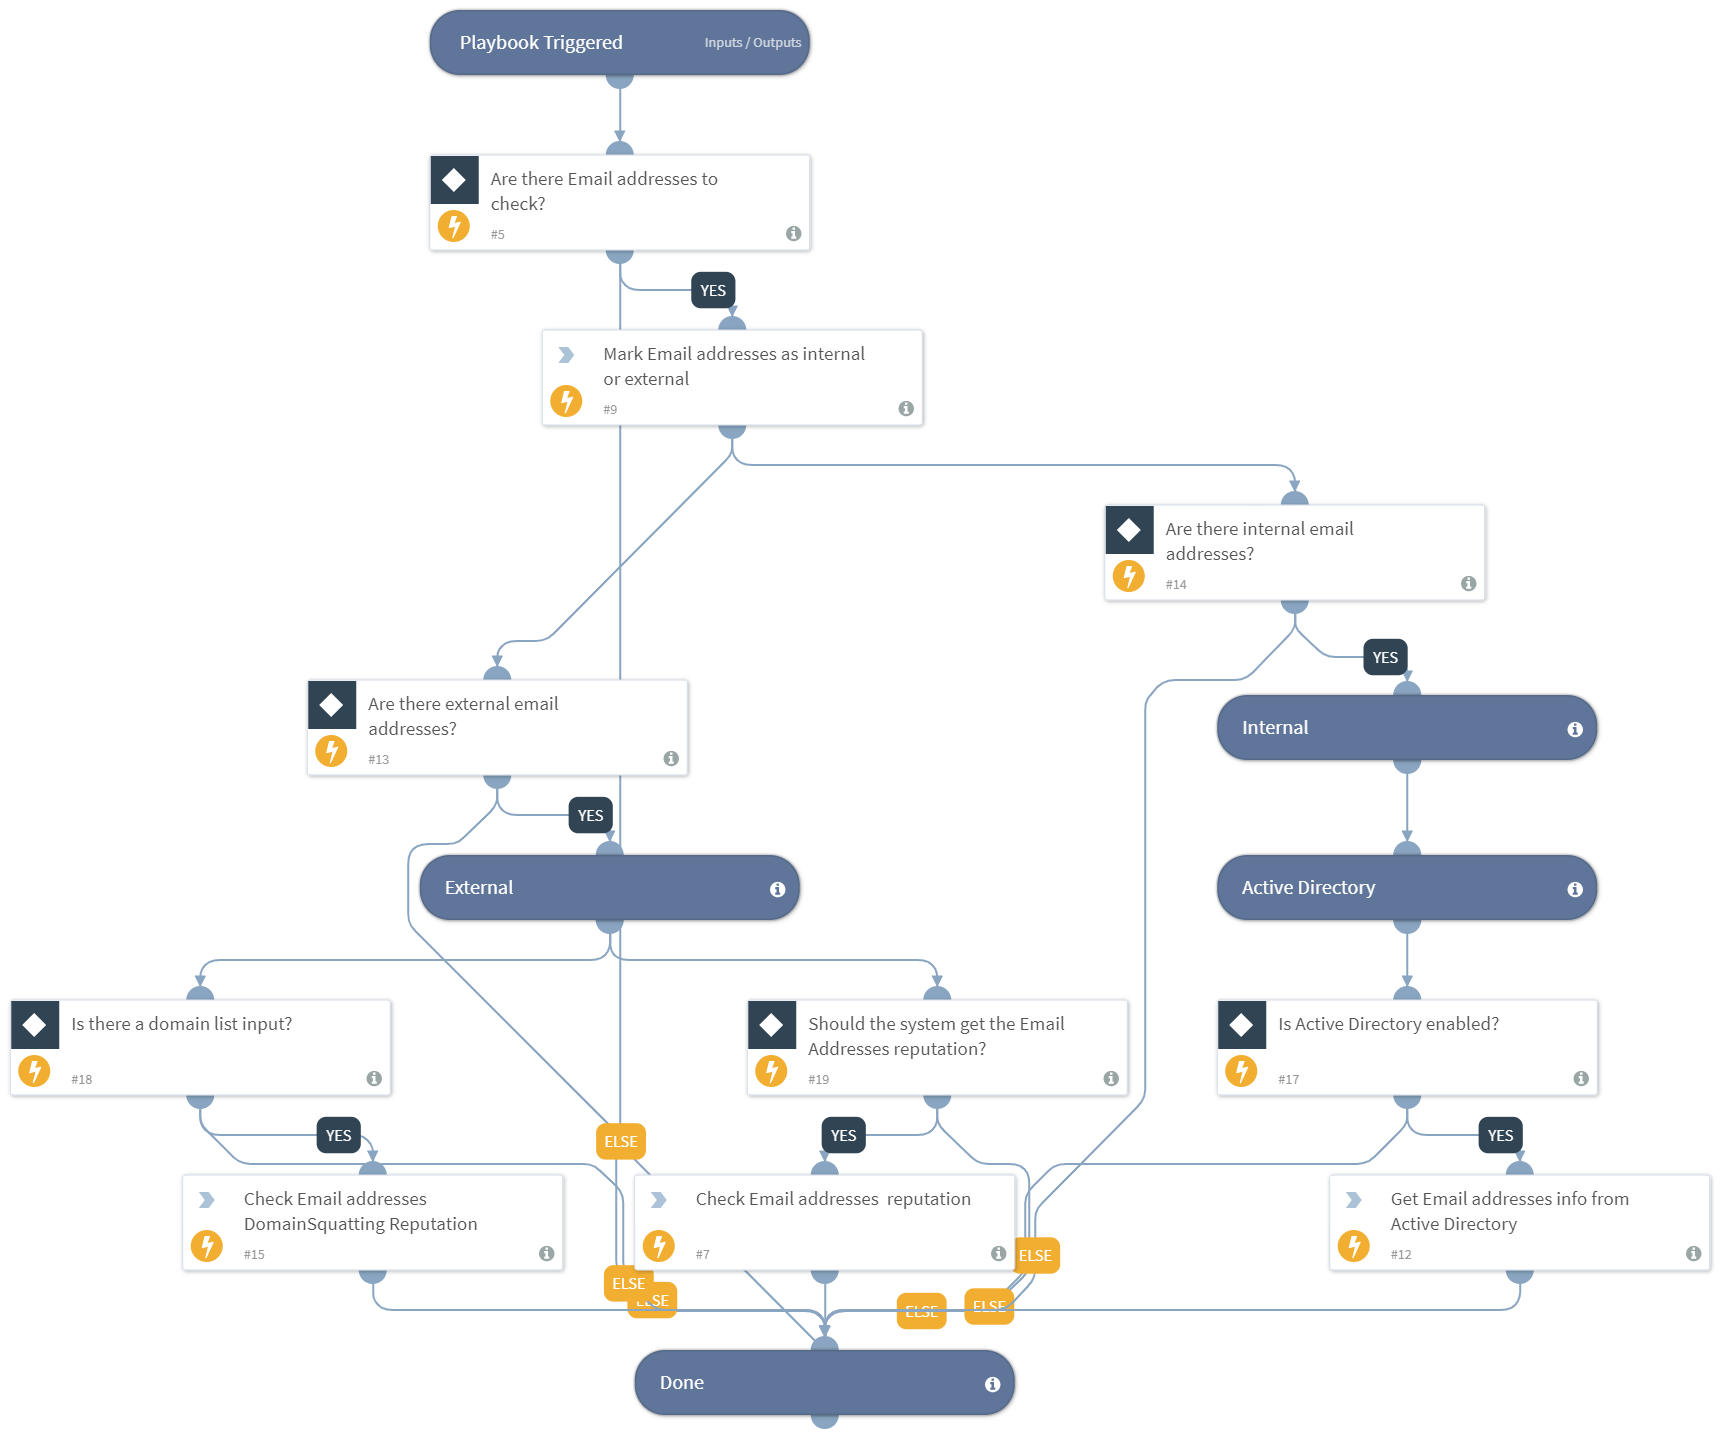 Playbook Triggered
Inputs / Outputs
Are there Email addresses to
check?
#5
YES
Mark Email addresses as internal
or external
#9
Are there internal email
addresses?
#14
YES
Are there external email
addresses?
#13
YES
Internal
External
Active Directory
Is there a domain list input?
#18
Should the system get the Email
Addresses reputation?
#19
Is Active Directory enabled?
#17
YES
ELSE
YES
YES
Check Email addresses
DomainSquatting Reputation
#15
Check Email addresses  reputation
#7
Get Email addresses info from
Active Directory
#12
ELSE
ELSE
ELSE
ELSE
ELSE
Done